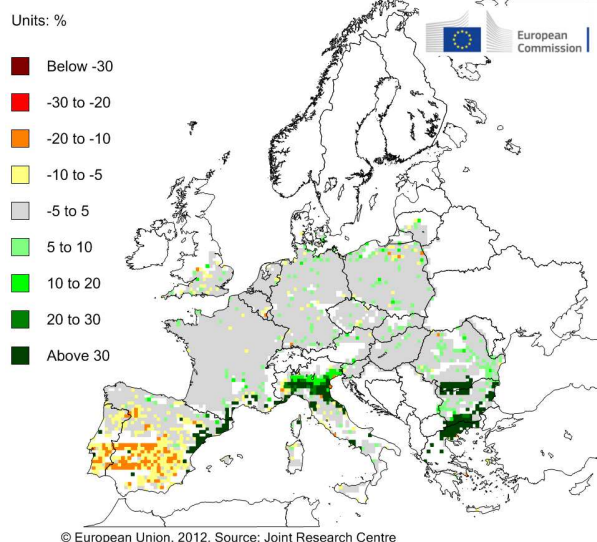 Units: %
European
Commission
Below -30
-30 to -20
-20 to -10
-10 to -5
-5 to 5
5 to 10
10 to 20
20 to 30
Above 30
© European Union, 2012. Source: Joint Research Centre